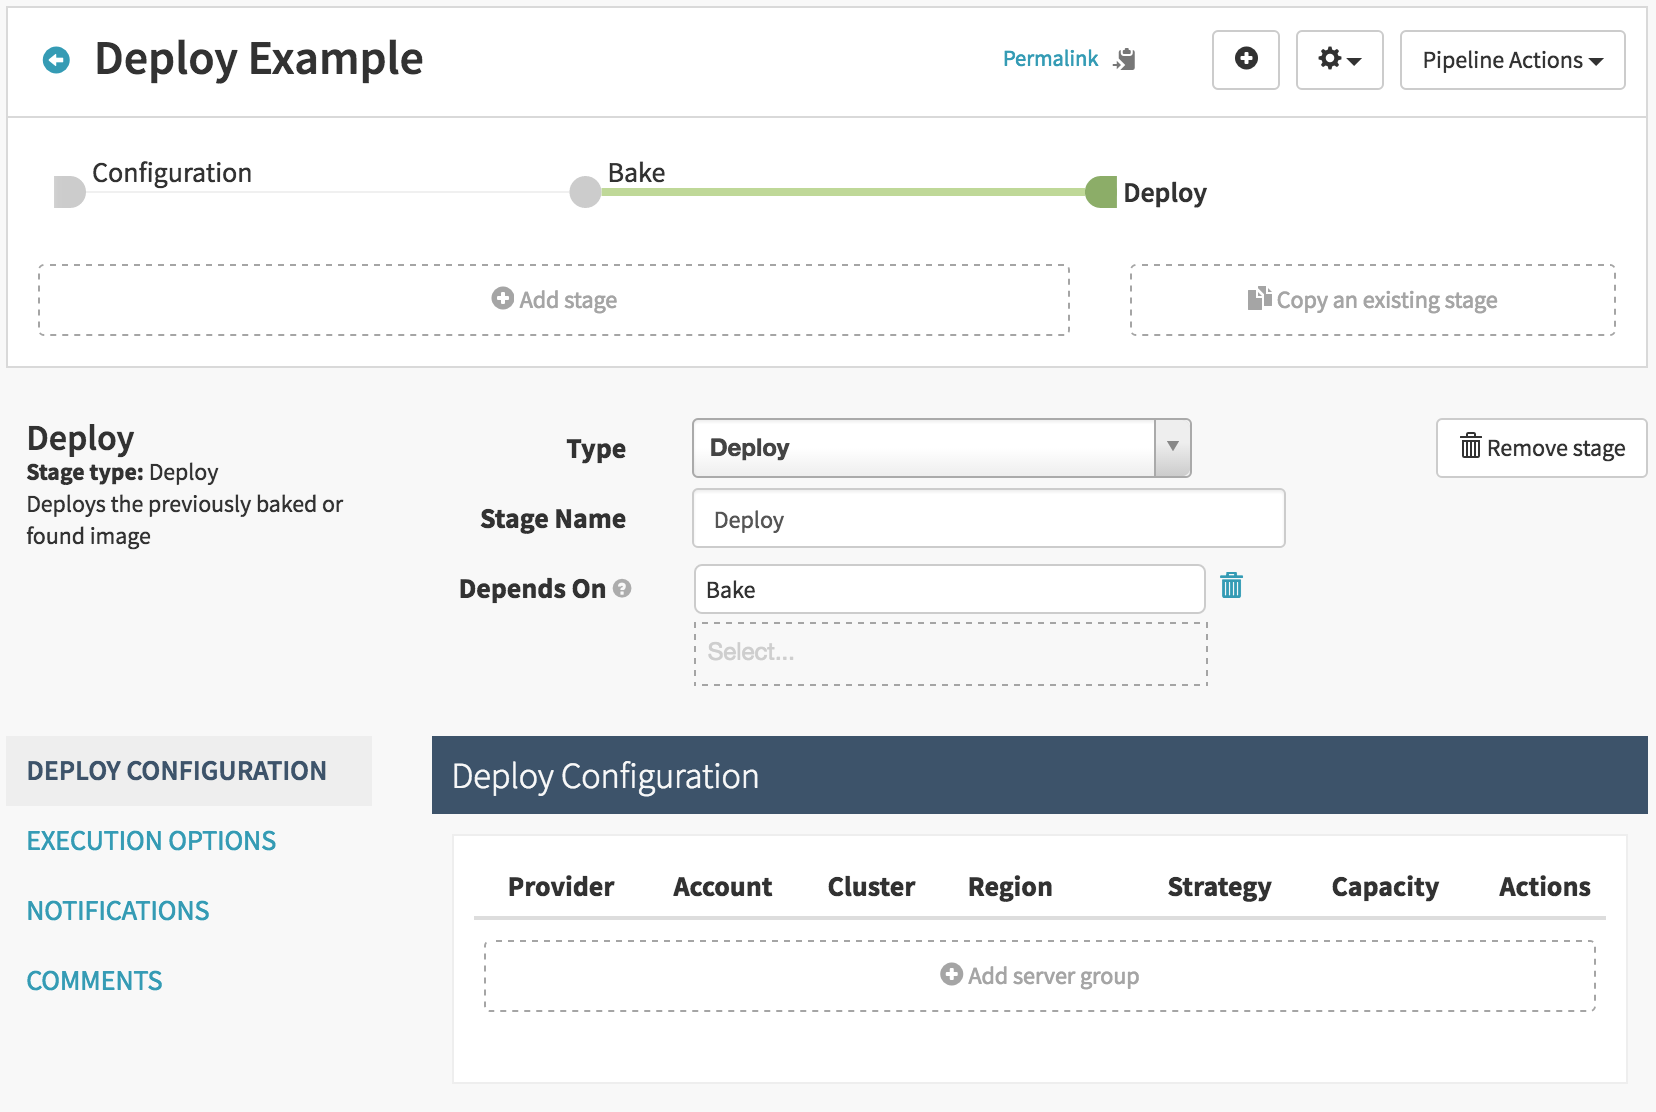 Deploy Example
Permalink
Pipeline Actions
Configuration
Bake
Deploy
Add stage
Copy an existing stage
Deploy
Stage type: Deploy
Deploys the previously baked or
found image
Type
Deploy
Remove stage
Stage Name
Deploy
Depends On ?
Bake
Select...
DEPLOY CONFIGURATION
EXECUTION OPTIONS
NOTIFICATIONS
COMMENTS
Deploy Configuration
Provider Account Cluster Region Strategy Capacity Actions
Add server group